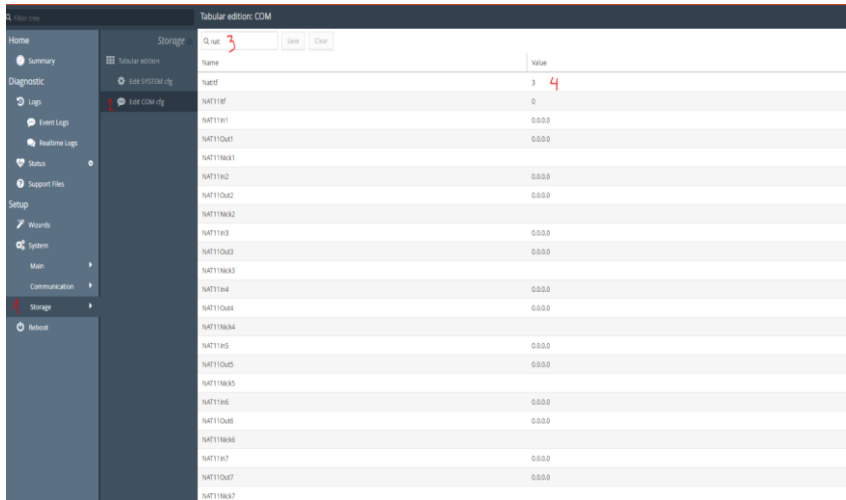 Filter tree
Tabular edition: COM
Home
Summary
Diagnostic
Logs
Event Logs
Realtime Logs
Status
Support Files
Setup
Wizards
System
Main
Communication
Storage
Reboot
Storage
Tabular edition
Edit SYSTEM cfg
Edit COM cfg
nat 3
Save Clear
Name Value
NatItf 3 4
NAT11Itf 0
NAT11In1 0.0.0.0
NAT11Out1 0.0.0.0
NAT11Nick1
NAT11In2 0.0.0.0
NAT11Out2 0.0.0.0
NAT11Nick2
NAT11In3 0.0.0.0
NAT11Out3 0.0.0.0
NAT11Nick3
NAT11In4 0.0.0.0
NAT11Out4 0.0.0.0
NAT11Nick4
NAT11In5 0.0.0.0
NAT11Out5 0.0.0.0
NAT11Nick5
NAT11In6 0.0.0.0
NAT11Out6 0.0.0.0
NAT11Nick6
NAT11In7 0.0.0.0
NAT11Out7 0.0.0.0
NAT11Nick7